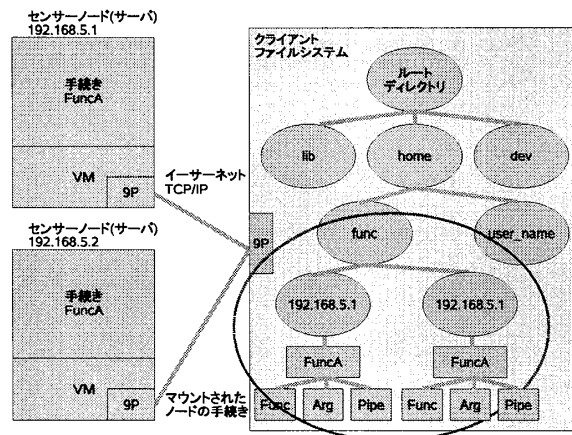 センサーノード(サーバ)
192.168.5.1
手続き
FuncA
VM
9P
センサーノード(サーバ)
192.168.5.2
手続き
FuncA
VM
9P
イーサーネット
TCP/IP
マウントされた
ノードの手続き
クライアント
ファイルシステム
ルート
ディレクトリ
lib
home
dev
9P
func
user_name
192.168.5.1
192.168.5.1
FuncA
FuncA
Func
Arg
Pipe
Func
Arg
Pipe